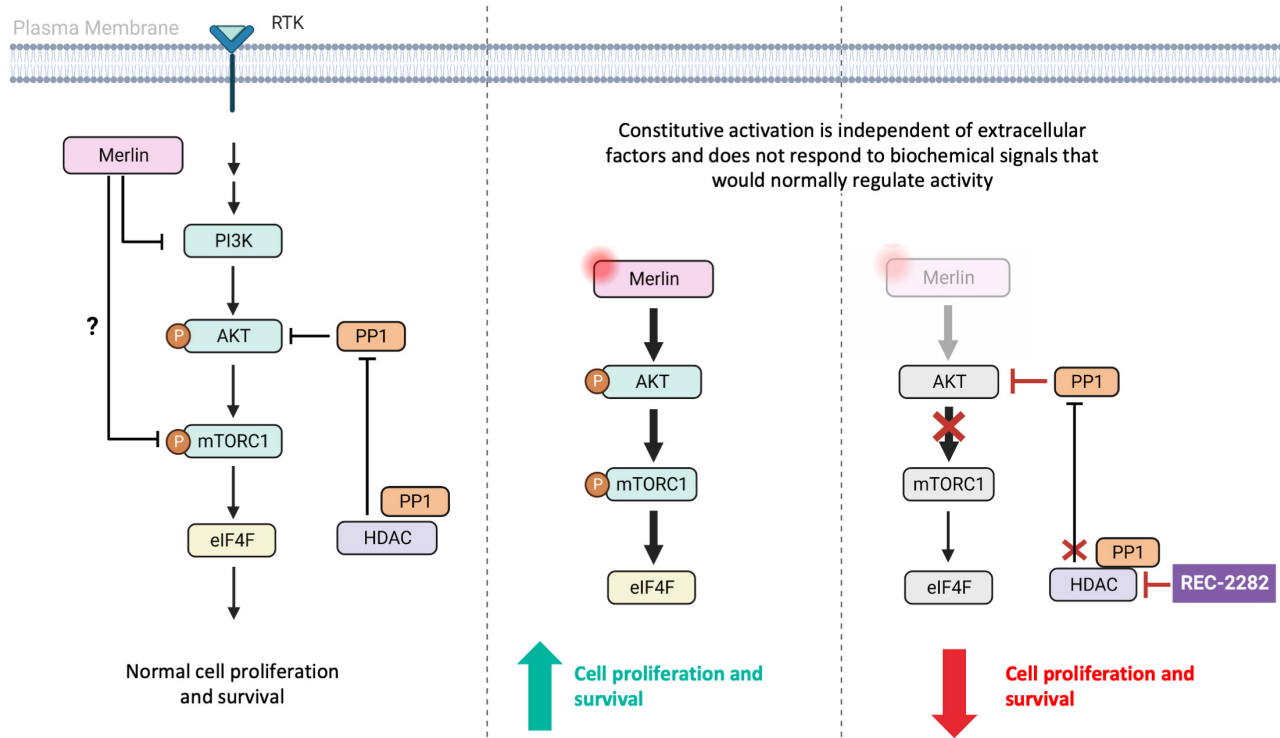 Plasma Membrane
RTK
Merlin
PI3K
?
P
AKT
PP1
P
mTORC1
PP1
eIF4F
HDAC
Normal cell proliferation
and survival
Constitutive activation is independent of extracellular
factors and does not respond to biochemical signals that
would normally regulate activity
Merlin
P
AKT
P
mTORC1
eIF4F
Cell proliferation and
survival
Merlin
AKT
PP1
mTORC1
PP1
eIF4F
HDAC
REC-2282
Cell proliferation and
survival